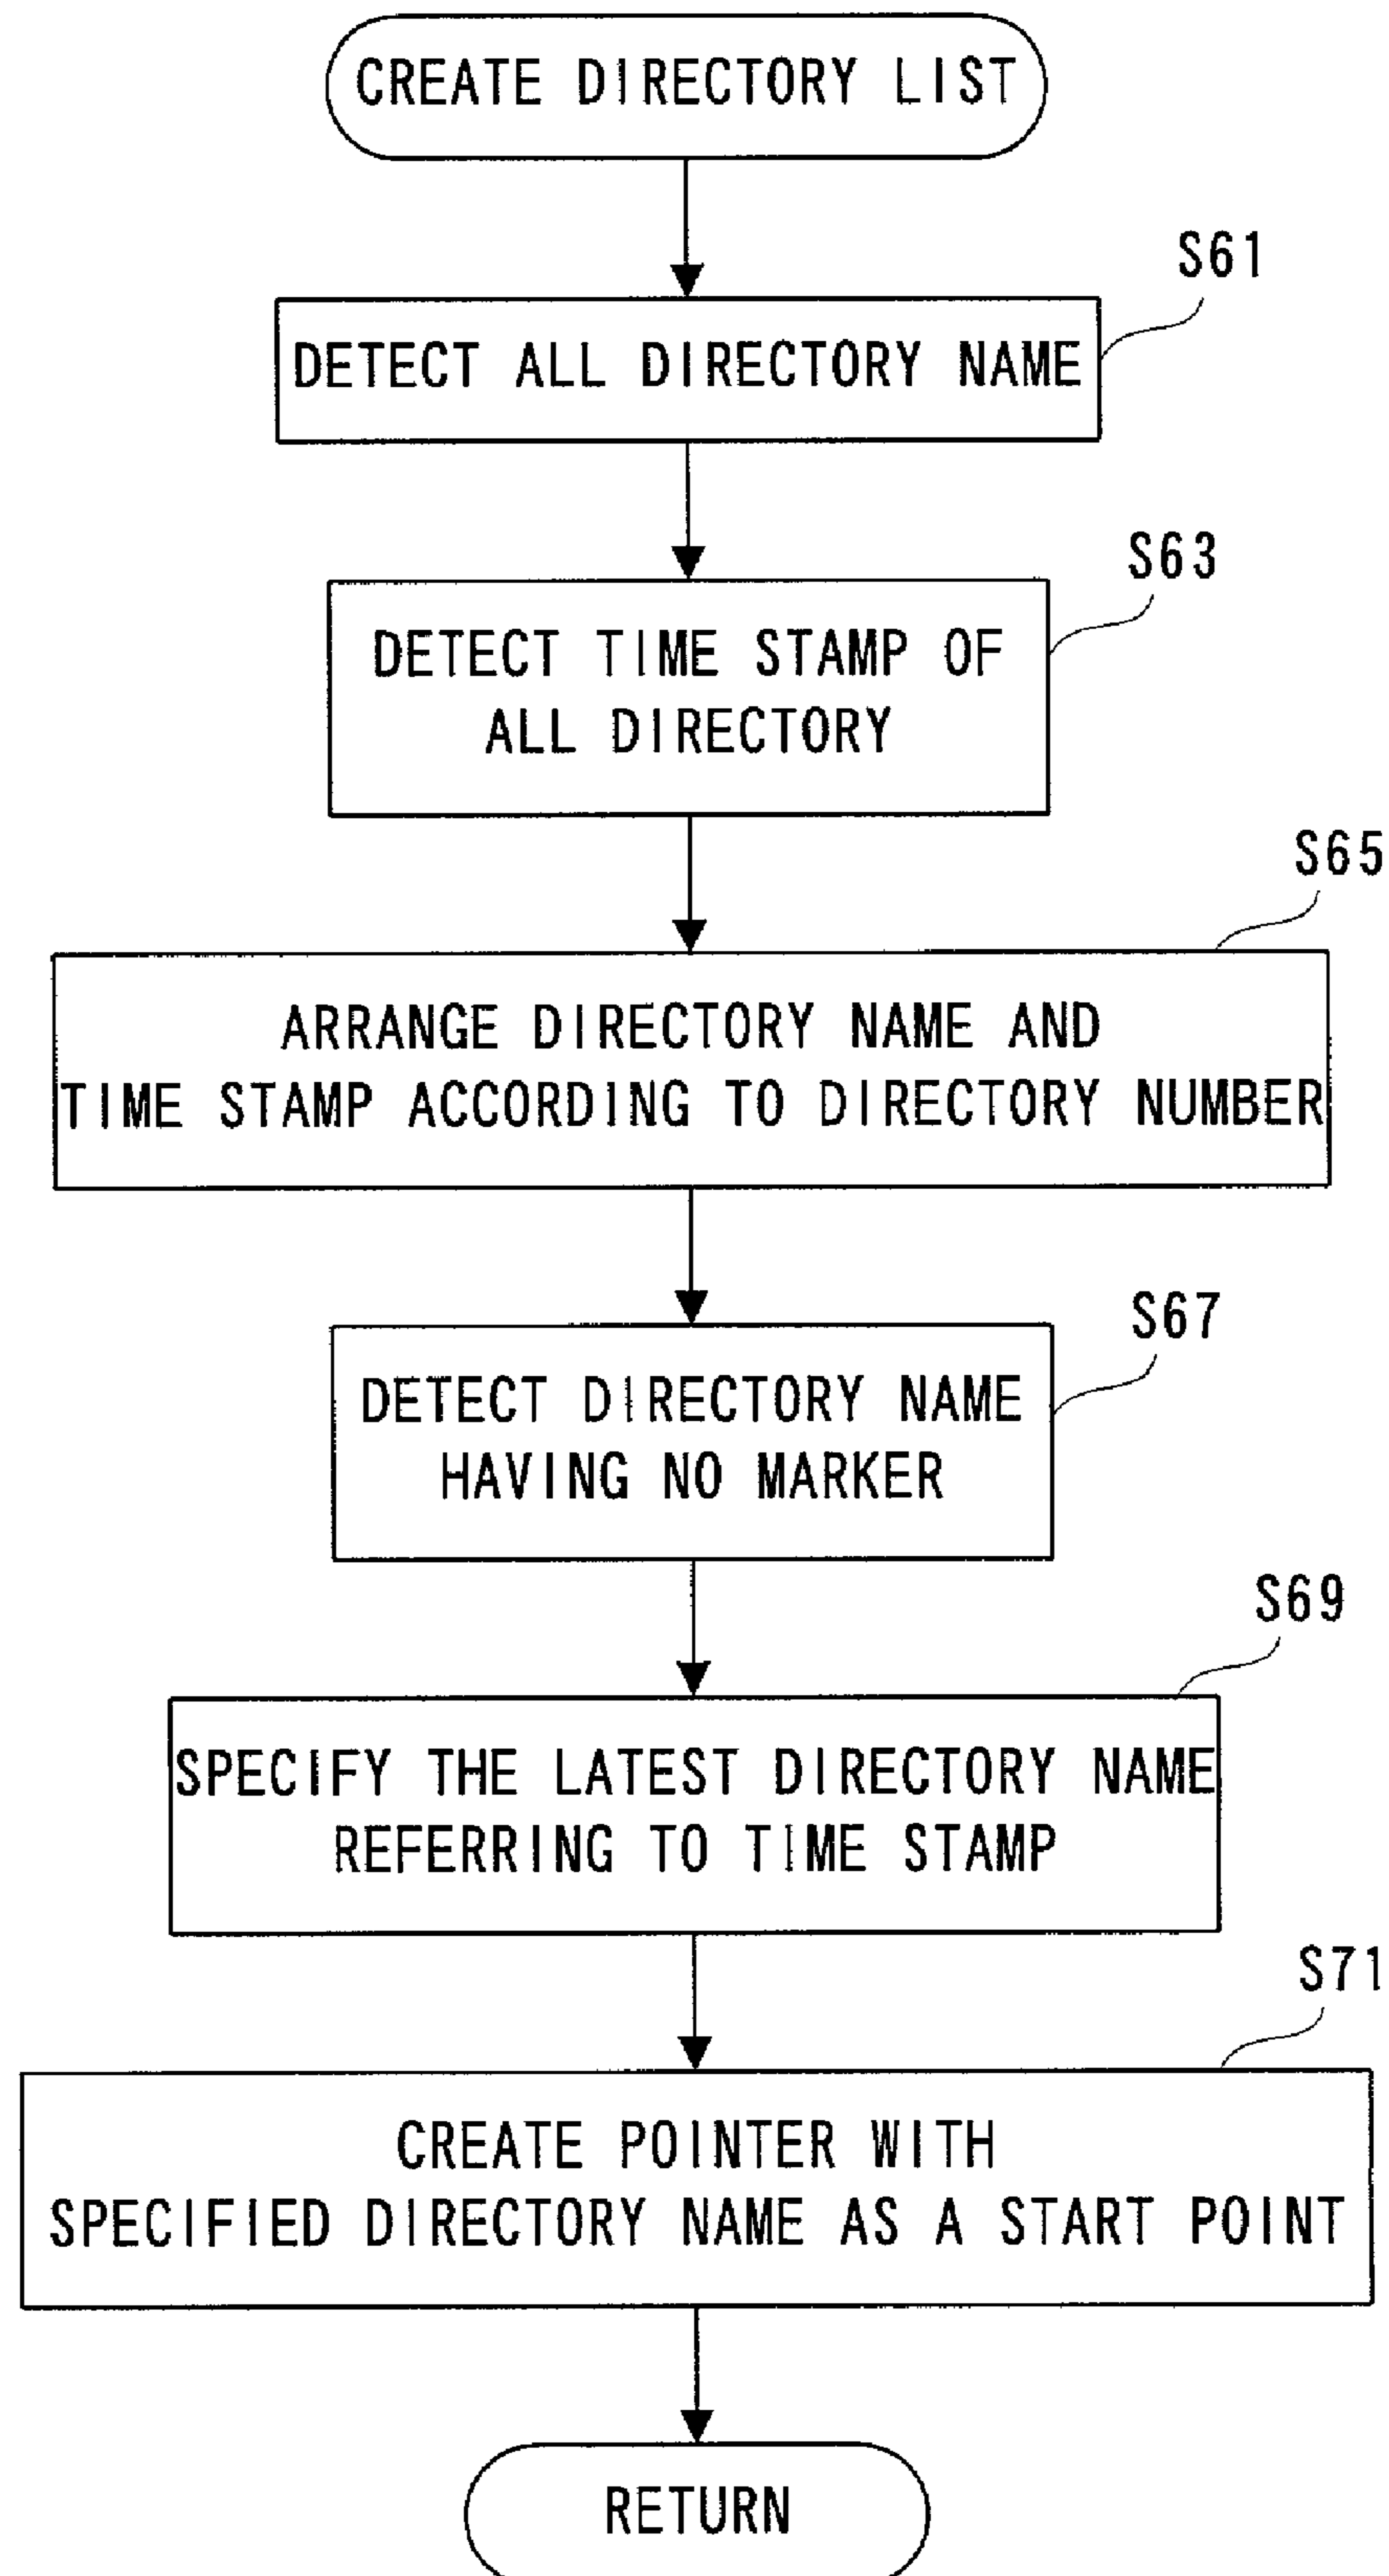 CREATE DIRECTORY LIST
S61
DETECT ALL DIRECTORY NAME
S63
DETECT TIME STAMP OF
ALL DIRECTORY
S65
ARRANGE DIRECTORY NAME AND
TIME STAMP ACCORDING TO DIRECTORY NUMBER
S67
DETECT DIRECTORY NAME
HAVING NO MARKER
S69
SPECIFY THE LATEST DIRECTORY NAME
REFERRING TO TIME STAMP
S71
CREATE POINTER WITH
SPECIFIED DIRECTORY NAME AS A START POINT
RETURN